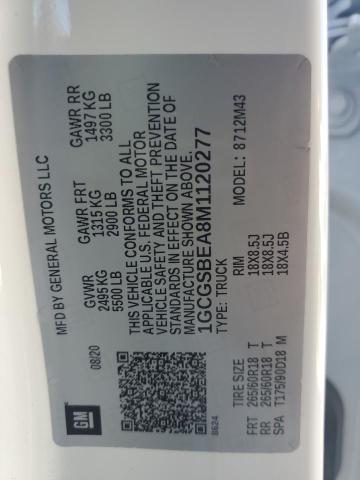 MFD BY GENERAL MOTORS LLC
08/20
GVWR
2495 KG
5500 LB
GAWR FRT
1315 KG
2900 LB
GAWR RR
1497 KG
3300 LB
THIS VEHICLE CONFORMS TO ALL
APPLICABLE U.S. FEDERAL MOTOR
VEHICLE SAFETY AND THEFT PREVENTION
STANDARDS IN EFFECT ON THE DATE OF
MANUFACTURE SHOWN ABOVE.
1GCGSBEA8M1120277
TYPE: TRUCK
MODEL: 8712M43
GM
8624
TIRE SIZE RIM
FRT 265/60R18 T 18X8.5J
RR 265/60R18 T 18X8.5J
SPA T175/90D18 M 18X4.5B